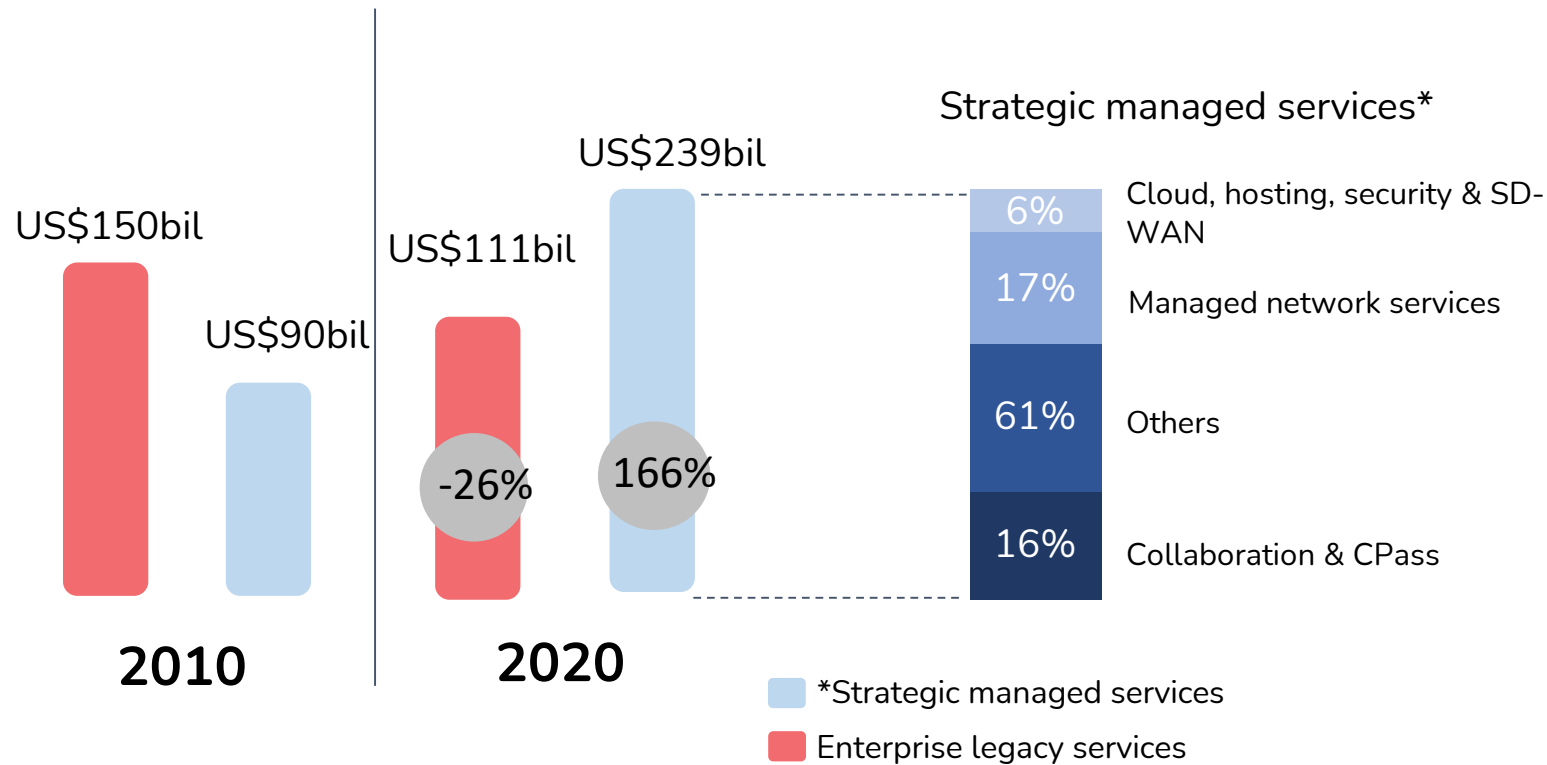 US$150bil
US$90bil
2010
US$111bil
US$239bil
-26%
166%
2020
Strategic managed services*
6%
Cloud, hosting, security & SD-
WAN
17%
Managed network services
61%
Others
16%
Collaboration & CPass
*Strategic managed services
Enterprise legacy services